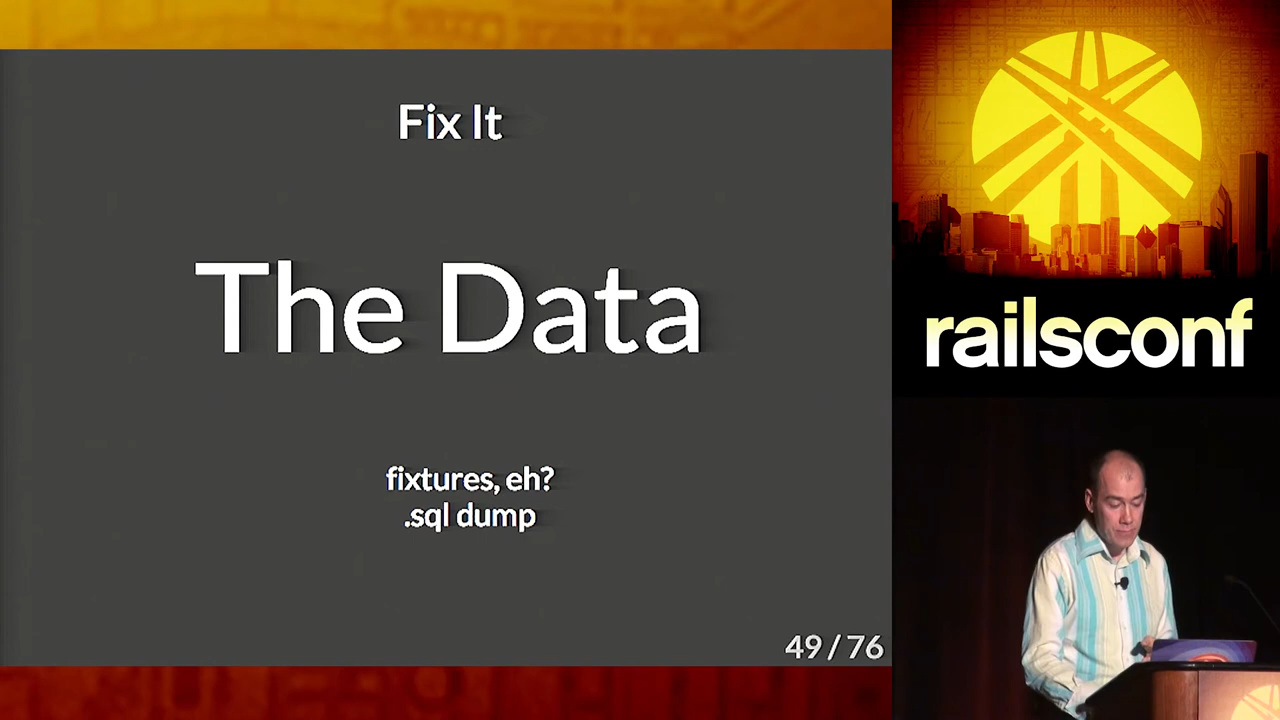 Fix It
The Data
fixtures, eh?
.sql dump
49 / 76
railsconf